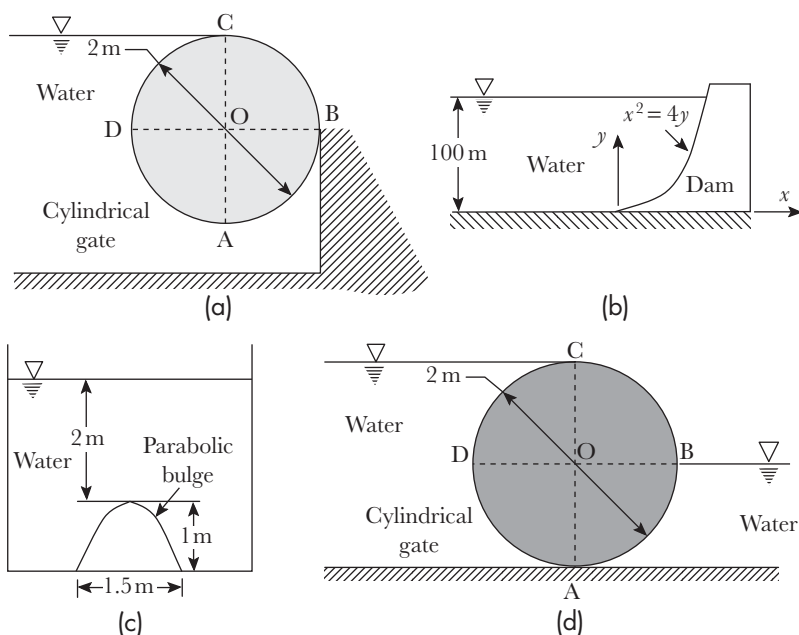 C
2 m
Water
O
B
D
Cylindrical
gate
A
(a)
x² = 4y
100 m
Water
y
Dam
x
(b)
2 m
Water
Parabolic
bulge
1 m
1.5 m
(c)
C
2 m
Water
D
O
B
Cylindrical
gate
Water
A
(d)